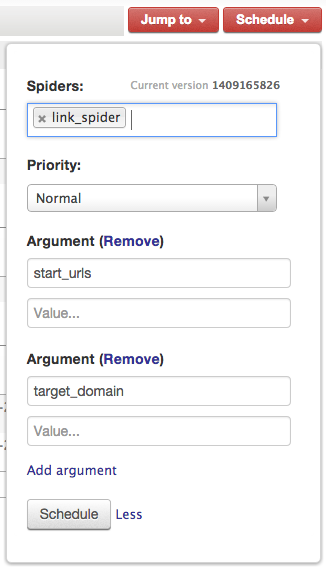 Jump to Schedule
Spiders: Current version 1409165826
× link_spider
Priority:
Normal
Argument (Remove)
start_urls
Value...
Argument (Remove)
target_domain
Value...
Add argument
Schedule Less